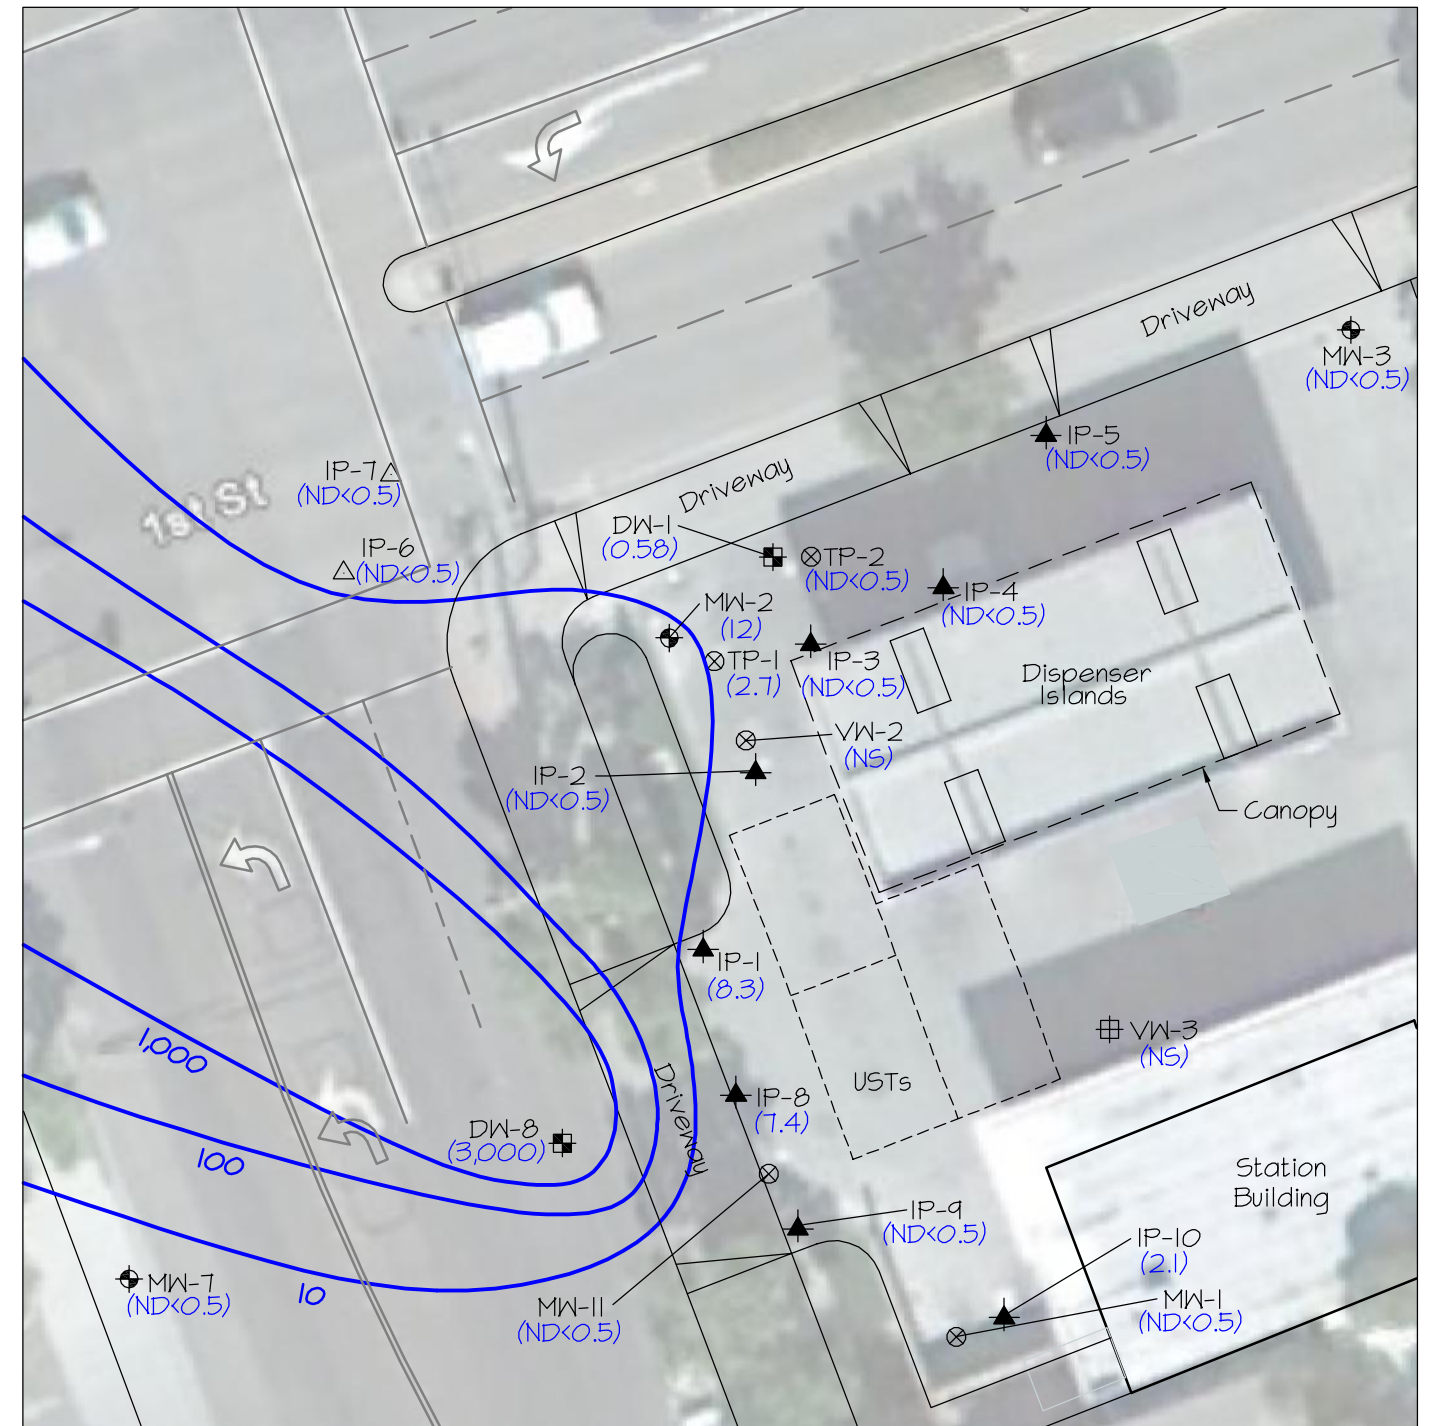 Driveway
MW-3
(ND<0.5)
IP-5
(ND<0.5)
IP-7
(ND<0.5)
1st St
Driveway
DW-1
(0.58)
IP-6
(ND<0.5)
TP-2
(ND<0.5)
IP-4
(ND<0.5)
MW-2
(12)
TP-1
(2.7)
IP-3
(ND<0.5)
Dispenser
Islands
VW-2
(NS)
IP-2
(ND<0.5)
Canopy
IP-1
(8.3)
1,000
VW-3
(NS)
USTs
Driveway
IP-8
(7.4)
DW-8
(3,000)
100
Station
Building
IP-9
(ND<0.5)
IP-10
(2.1)
MW-7
(ND<0.5)
10
MW-11
(ND<0.5)
MW-1
(ND<0.5)